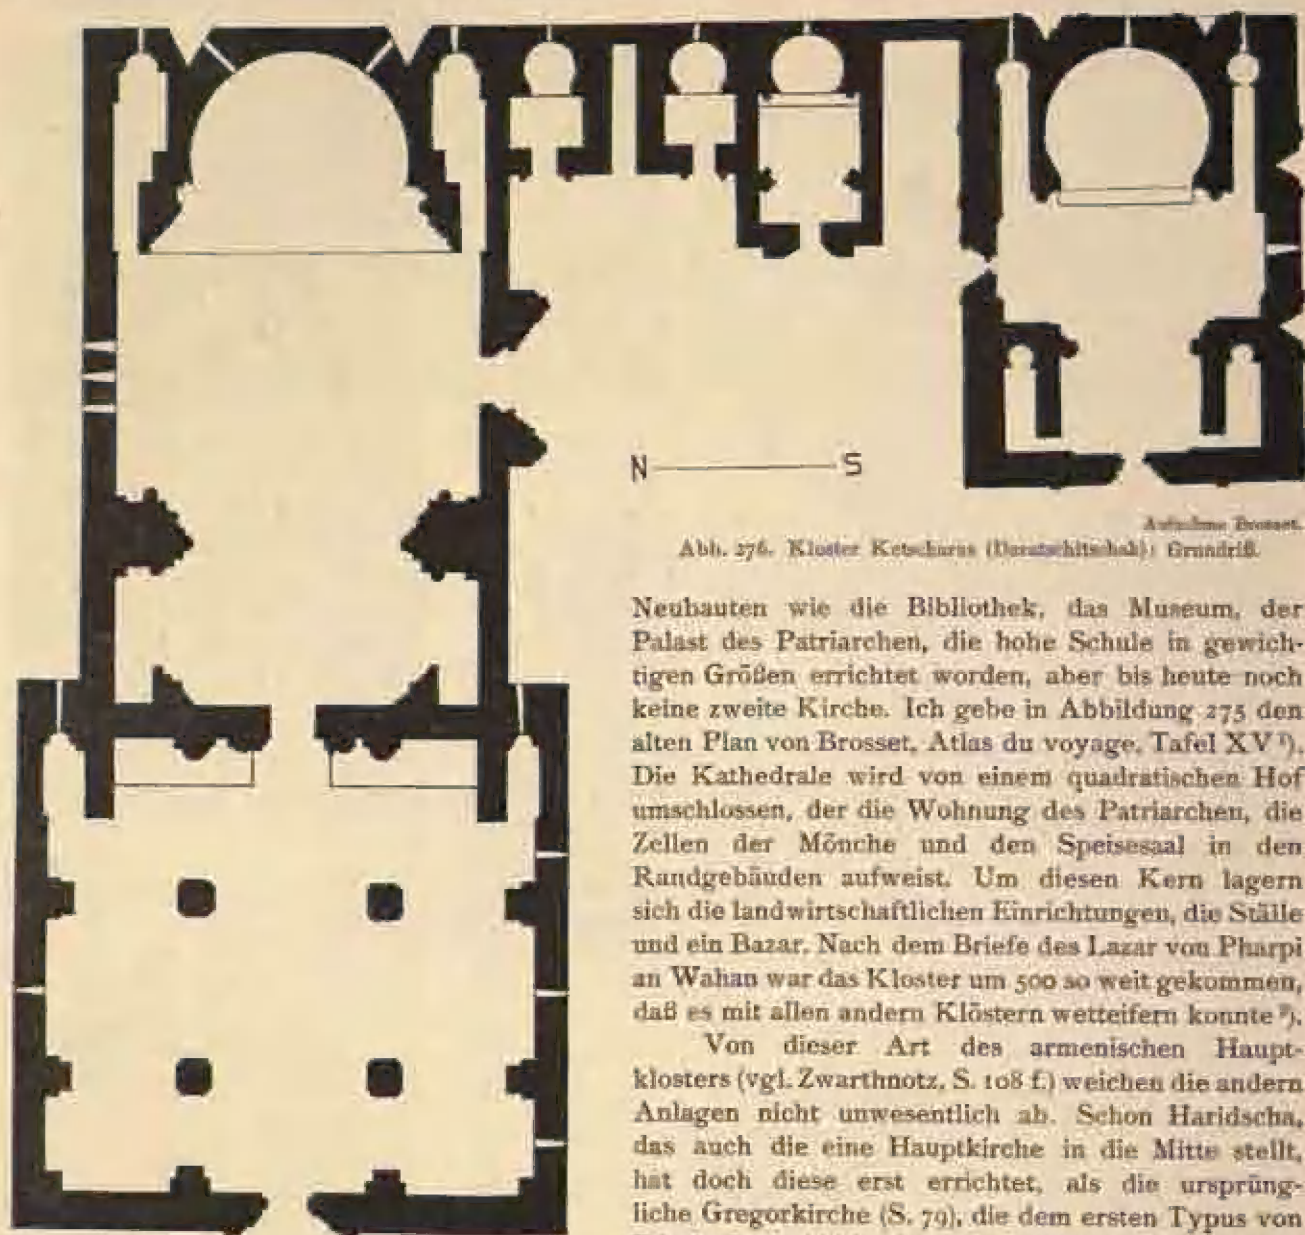 N S
Aufnahme Brosset.
Abb. 276. Kloster Ketscharus (Daratschitschak): Grundriß.
Neubauten wie die Bibliothek, das Museum, der
Palast des Patriarchen, die hohe Schule in gewich-
tigen Größen errichtet worden, aber bis heute noch
keine zweite Kirche. Ich gebe in Abbildung 275 den
alten Plan von Brosset, Atlas du voyage, Tafel XV ¹).
Die Kathedrale wird von einem quadratischen Hof
umschlossen, der die Wohnung des Patriarchen, die
Zellen der Mönche und den Speisesaal in den
Randgebäuden aufweist. Um diesen Kern lagern
sich die landwirtschaftlichen Einrichtungen, die Ställe
und ein Bazar. Nach dem Briefe des Lazar von Pharpi
an Wahan war das Kloster um 500 so weit gekommen,
daß es mit allen andern Klöstern wetteifern konnte ²).
Von dieser Art des armenischen Haupt-
klosters (vgl. Zwarthnotz, S. 108 f.) weichen die andern
Anlagen nicht unwesentlich ab. Schon Haridscha,
das auch die eine Hauptkirche in die Mitte stellt,
hat doch diese erst errichtet, als die ursprüng-
liche Gregorkirche (S. 79), die dem ersten Typus von